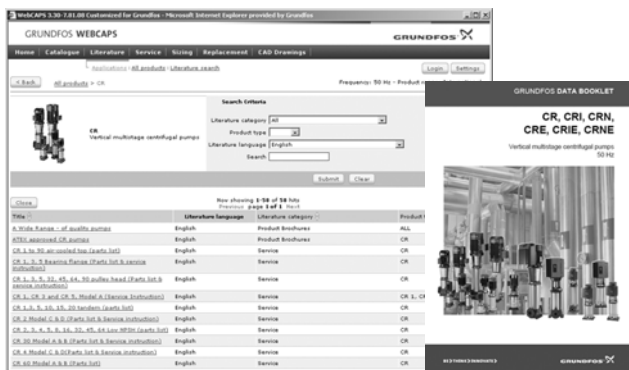 WebCAPS 3.30-7.81.08 Customized for Grundfos - Microsoft Internet Explorer provided by Grundfos
GRUNDFOS WEBCAPS
GRUNDFOS
Home Catalogue Literature Service Sizing Replacement CAD Drawings
Applications All products Literature search
Login Settings
< Back All products > CR
Frequency: 50 Hz - Product
Search Criteria
Literature category All
CR
Vertical multistage centrifugal pumps
Product type
Literature language English
Search
Submit Clear
Close
Now showing 1-58 of 58 hits
Previous page 1 of 1 Next
Title Literature language Literature category Product
A Wide Range - of quality pumps English Product Brochures ALL
ATEX approved CR pumps English Product Brochures CR
CR 1 to 90 air-cooled top (parts list) English Service CR
CR 1, 3, 5 Bearing flange (Parts list & service instruction) English Service CR
CR 1, 3, 5, 32, 45, 64, 90 pulley head (Parts list & service instruction) English Service CR
CR 1, CR 3 and CR 5, Model A (Service Instruction) English Service CR 1, CR
CR 1,3, 5, 10, 15, 20 tandem (parts list) English Service CR
CR 2 Model C & D (Parts list & Service instruction) English Service CR
CR 2, 3, 4, 5, 8, 16, 32, 45, 64 Low NPSH (parts list) English Service CR
CR 30 Model A & B (Parts list & Service instruction) English Service CR
CR 4 Model C & D(Parts list & Service instruction) English Service CR
CR 60 Model A & B (Parts list) English Service CR
GRUNDFOS DATA BOOKLET
CR, CRI, CRN,
CRE, CRIE, CRNE
Vertical multistage centrifugal pumps
50 Hz
BE > THINK > INNOVATE >
GRUNDFOS